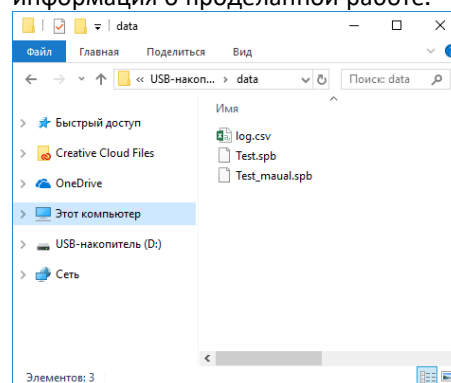 информация о проделанной работе.
data
Файл Главная Поделиться Вид
« USB-накоп... › data Поиск: data
Имя
Быстрый доступ
log.csv
Creative Cloud Files
Test.spb
OneDrive
Test_maual.spb
Этот компьютер
USB-накопитель (D:)
Сеть
Элементов: 3